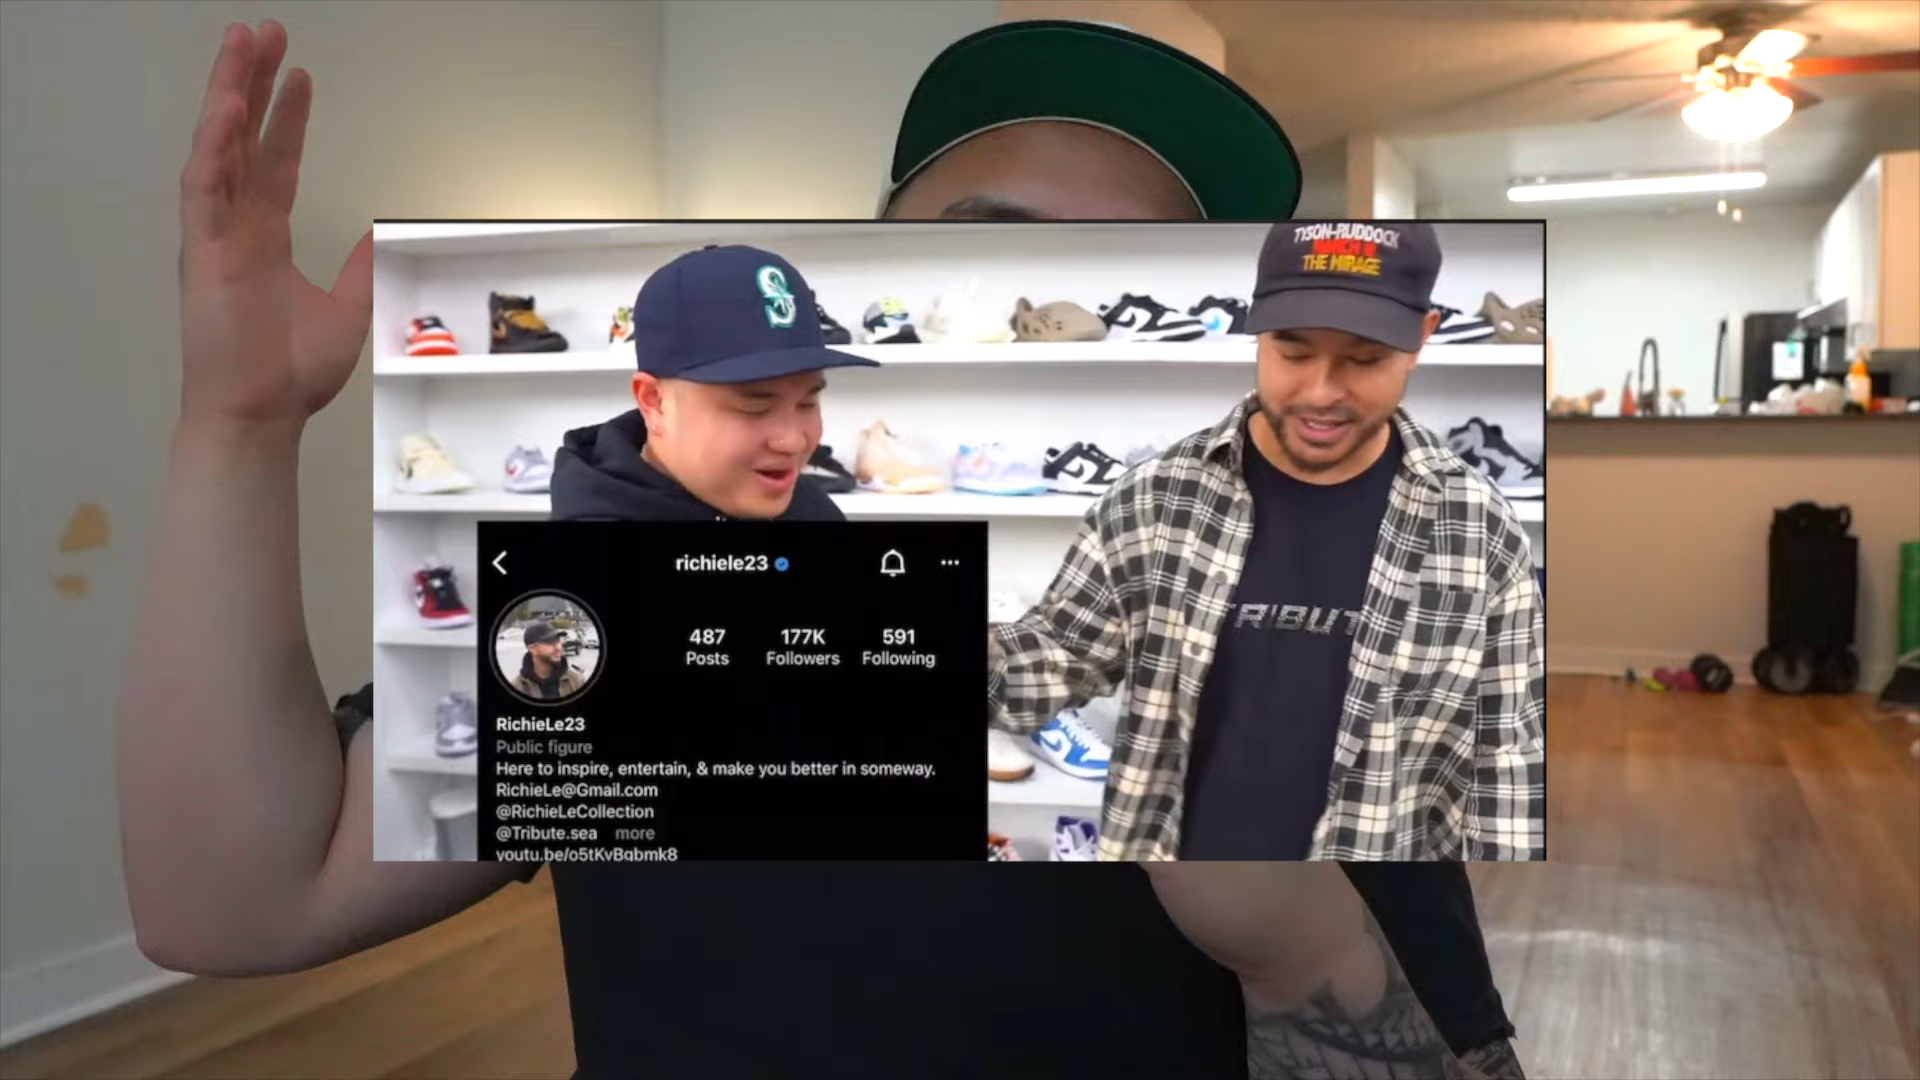 TYSON-RUDDOCK
THE MIRAGE
S
TRIBUT
richiele23
487
177K
591
Posts
Followers
Following
RichieLe23
Public figure
Here to inspire, entertain, & make you better in someway.
RichieLe@Gmail.com
@RichieLeCollection
@Tribute.sea more
youtu.be/o5tKvBqbmk8